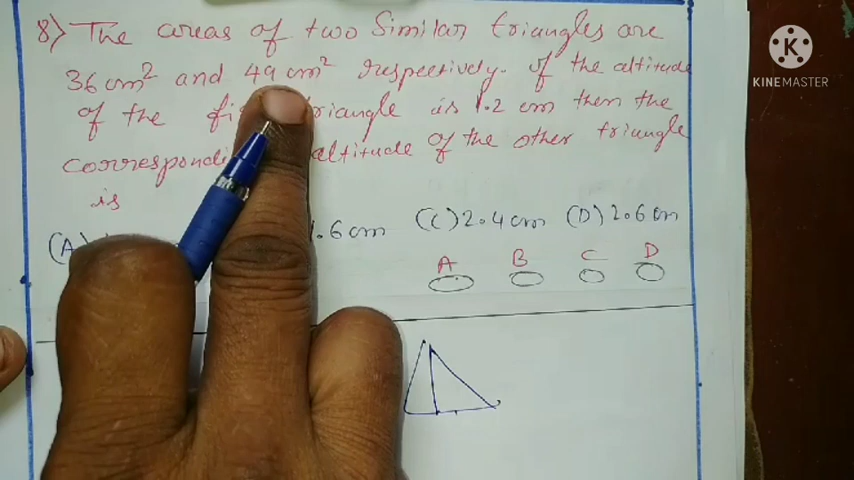 8) The areas of two Similar triangles are
36 cm² and 49 cm² respectively. If the altitude
of the triangle is 1.2 cm then the
altitude of the other triangle
is
(A) 1.6 cm (C) 2.4 cm (D) 2.6 cm
A B C D
K
KINEMASTER